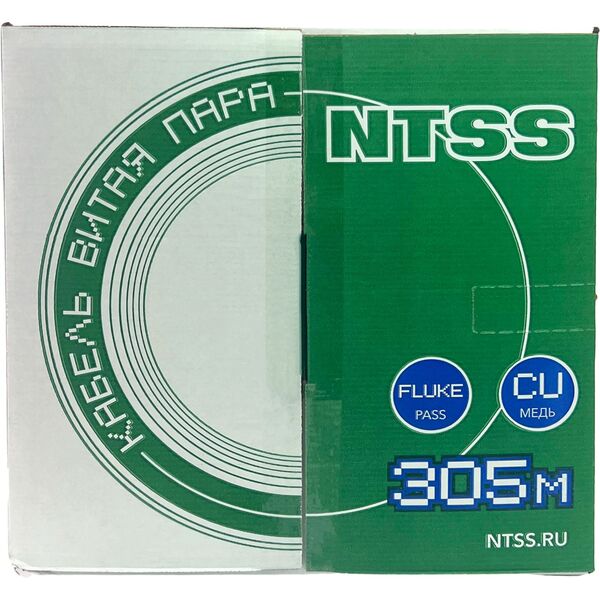 КАБЕЛЬ ВИТАЯ ПАРА
NTSS
FLUKE
PASS
CU
МЕДЬ
305м
NTSS.RU